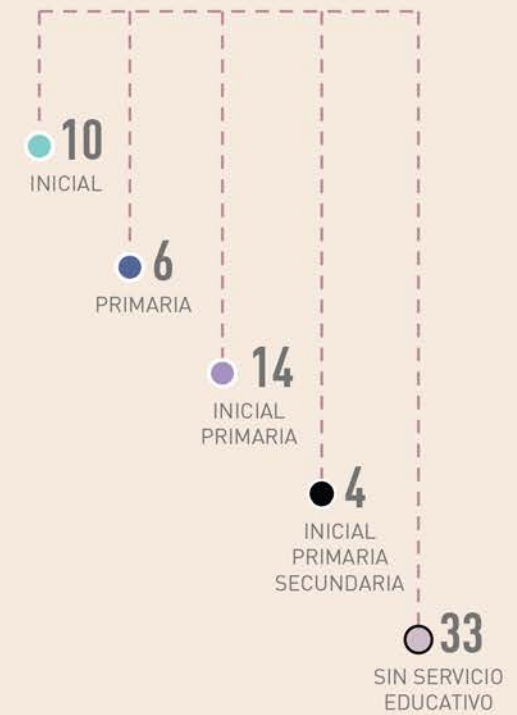 10
INICIAL
6
PRIMARIA
14
INICIAL
PRIMARIA
4
INICIAL
PRIMARIA
SECUNDARIA
33
SIN SERVICIO
EDUCATIVO